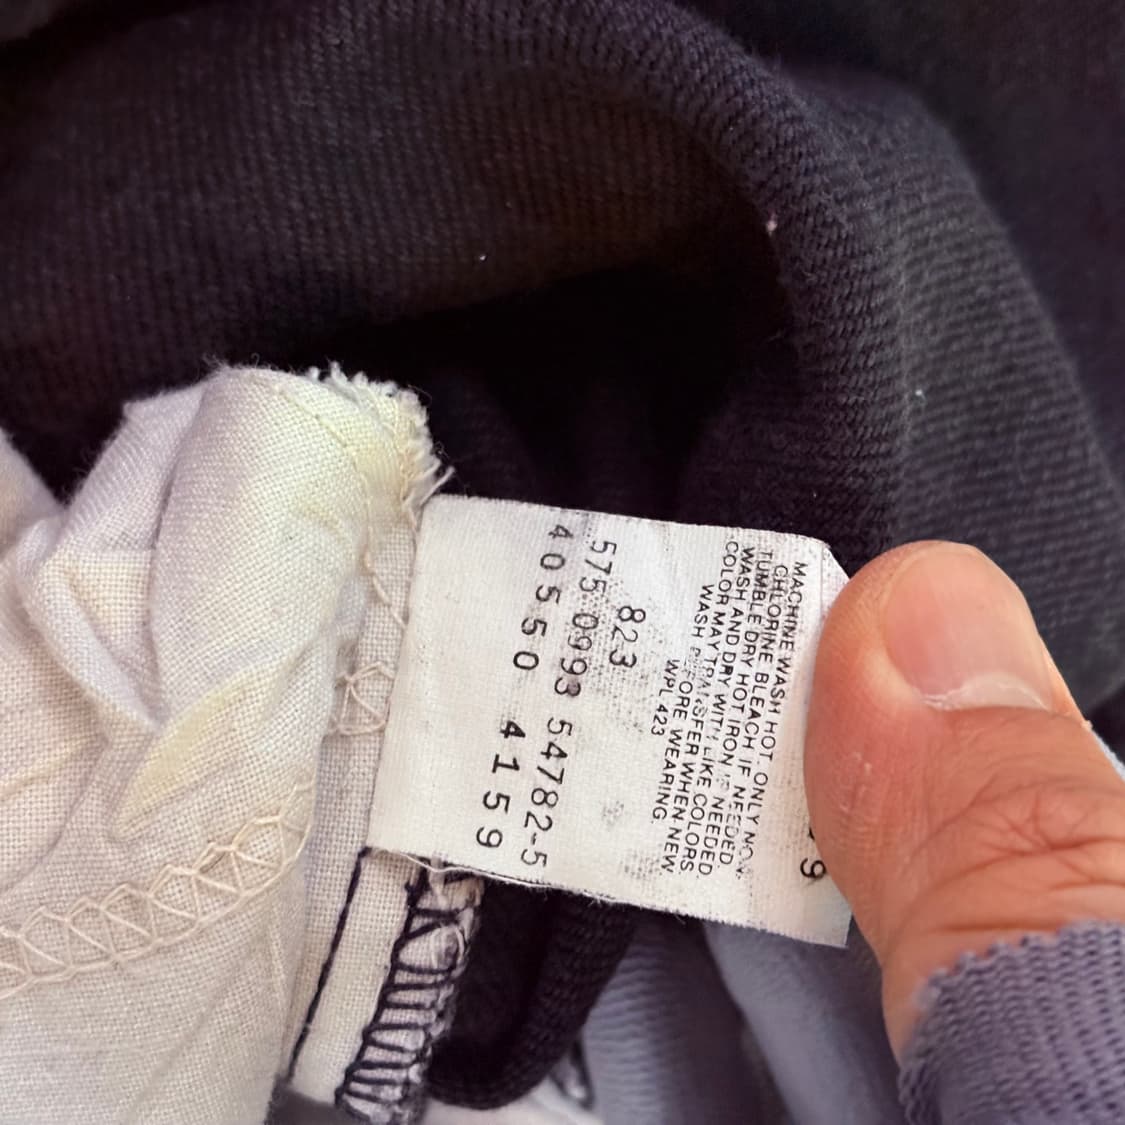 MACHINE WASH HOT. ONLY NON
CHLORINE BLEACH IF NEEDED.
TUMBLE DRY HOT IRON IF NEEDED.
WASH AND DRY WITH LIKE COLORS.
COLOR MAY TRANSFER WHEN NEW
WASH BEFORE WEARING.
WPL 423
823
575 0993 54782-5
40550 4159